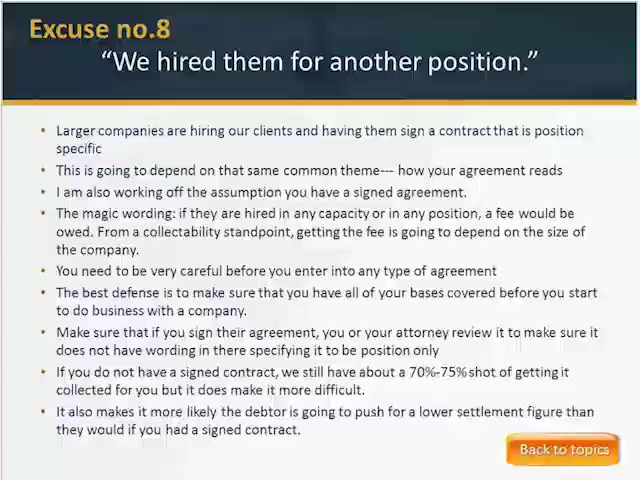 Excuse no.8
“We hired them for another position.”
• Larger companies are hiring our clients and having them sign a contract that is position
specific
• This is going to depend on that same common theme--- how your agreement reads
• I am also working off the assumption you have a signed agreement.
• The magic wording: if they are hired in any capacity or in any position, a fee would be
owed. From a collectability standpoint, getting the fee is going to depend on the size of
the company.
• You need to be very careful before you enter into any type of agreement
• The best defense is to make sure that you have all of your bases covered before you start
to do business with a company.
• Make sure that if you sign their agreement, you or your attorney review it to make sure it
does not have wording in there specifying it to be position only
• If you do not have a signed contract, we still have about a 70%-75% shot of getting it
collected for you but it does make it more difficult.
• It also makes it more likely the debtor is going to push for a lower settlement figure than
they would if you had a signed contract.
Back to topics